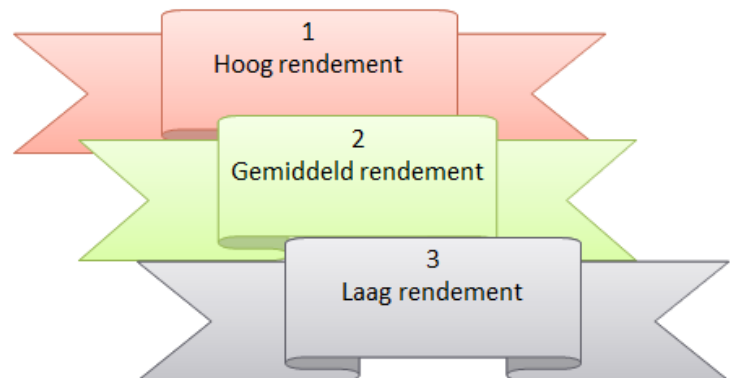 1
Hoog rendement
2
Gemiddeld rendement
3
Laag rendement